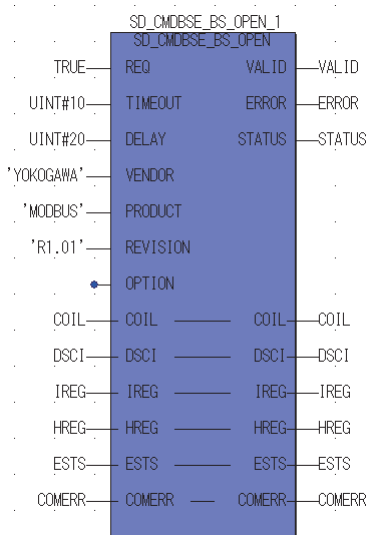 SD_CMDBSE_BS_OPEN_1
SD_CMDBSE_BS_OPEN
TRUE REQ VALID VALID
UINT#10 TIMEOUT ERROR ERROR
UINT#20 DELAY STATUS STATUS
'YOKOGAWA' VENDOR
'MODBUS' PRODUCT
'R1.01' REVISION
OPTION
COIL COIL COIL COIL
DSCI DSCI DSCI DSCI
IREG IREG IREG IREG
HREG HREG HREG HREG
ESTS ESTS ESTS ESTS
COMERR COMERR COMERR COMERR